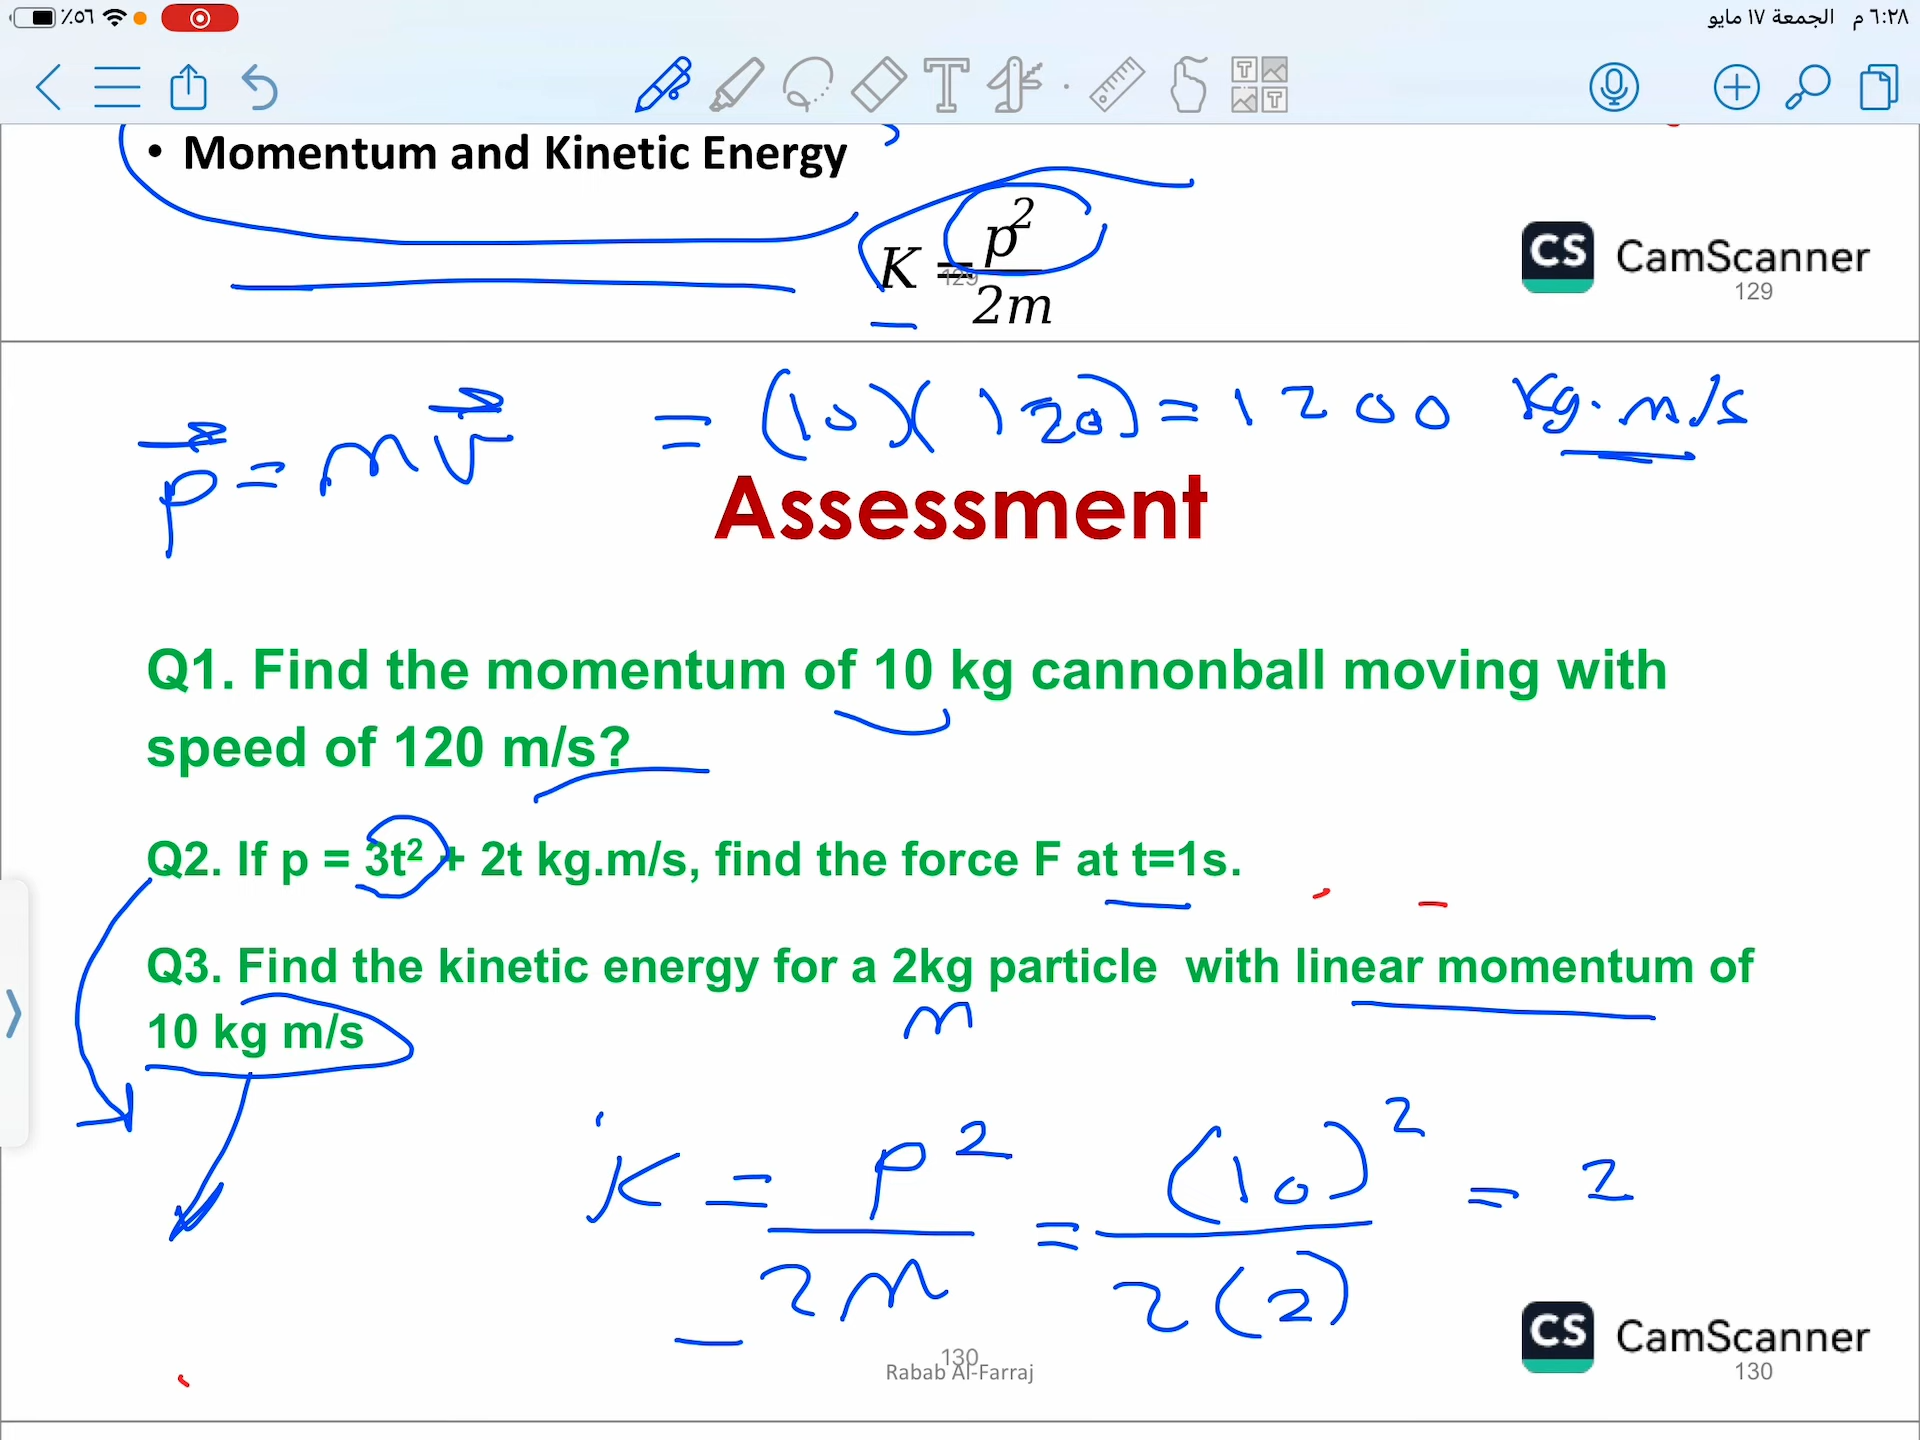 ٪٥٦
٦:٢٨ م الجمعة ١٧ مايو
• Momentum and Kinetic Energy
K = p²/2m
129
CS CamScanner
129
p = mv = (10)(120) = 1200 kg.m/s
Assessment
Q1. Find the momentum of 10 kg cannonball moving with
speed of 120 m/s?
Q2. If p = 3t² + 2t kg.m/s, find the force F at t=1s.
Q3. Find the kinetic energy for a 2kg particle with linear momentum of
10 kg m/s
m
K = p²/2m = (10)²/2(2) = 2
130
Rabab Al-Farraj
CS CamScanner
130